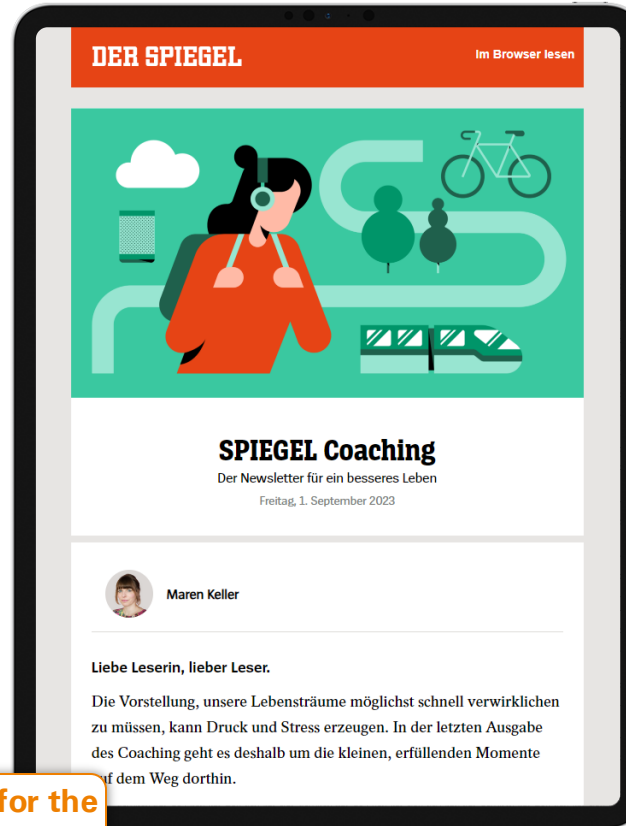 DER SPIEGEL
Im Browser lesen
SPIEGEL Coaching
Der Newsletter für ein besseres Leben
Freitag, 1. September 2023
Maren Keller
Liebe Leserin, lieber Leser.
Die Vorstellung, unsere Lebensträume möglichst schnell verwirklichen
zu müssen, kann Druck und Stress erzeugen. In der letzten Ausgabe
des Coaching geht es deshalb um die kleinen, erfüllenden Momente
auf dem Weg dorthin.
for the